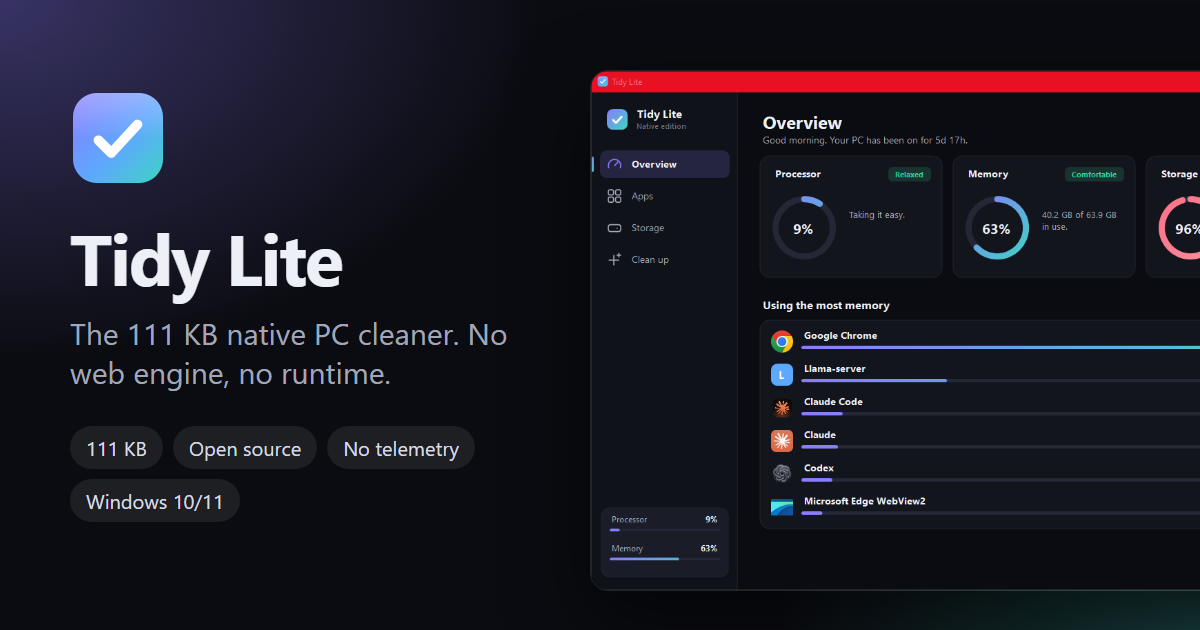 Tidy Lite
The 111 KB native PC cleaner. No
web engine, no runtime.
111 KB
Open source
No telemetry
Windows 10/11
Tidy Lite
Tidy Lite
Native edition
Overview
Apps
Storage
Clean up
Processor
9%
Memory
63%
Overview
Good morning. Your PC has been on for 5d 17h.
Processor
Relaxed
9%
Taking it easy.
Memory
Comfortable
63%
40.2 GB of 63.9 GB
in use.
Storage
96%
Using the most memory
Google Chrome
L
Llama-server
Claude Code
Claude
Codex
Microsoft Edge WebView2